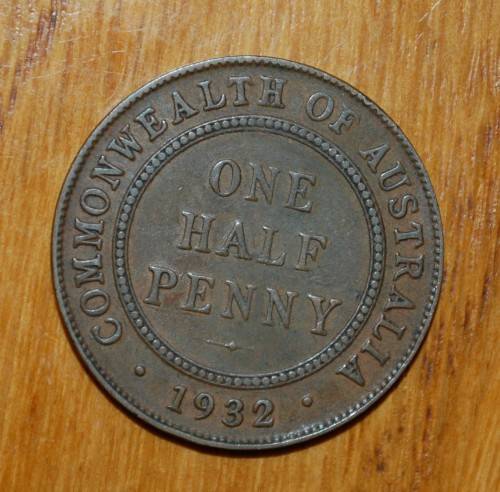 COMMONWEALTH OF AUSTRALIA
ONE
HALF
PENNY
· 1932 ·